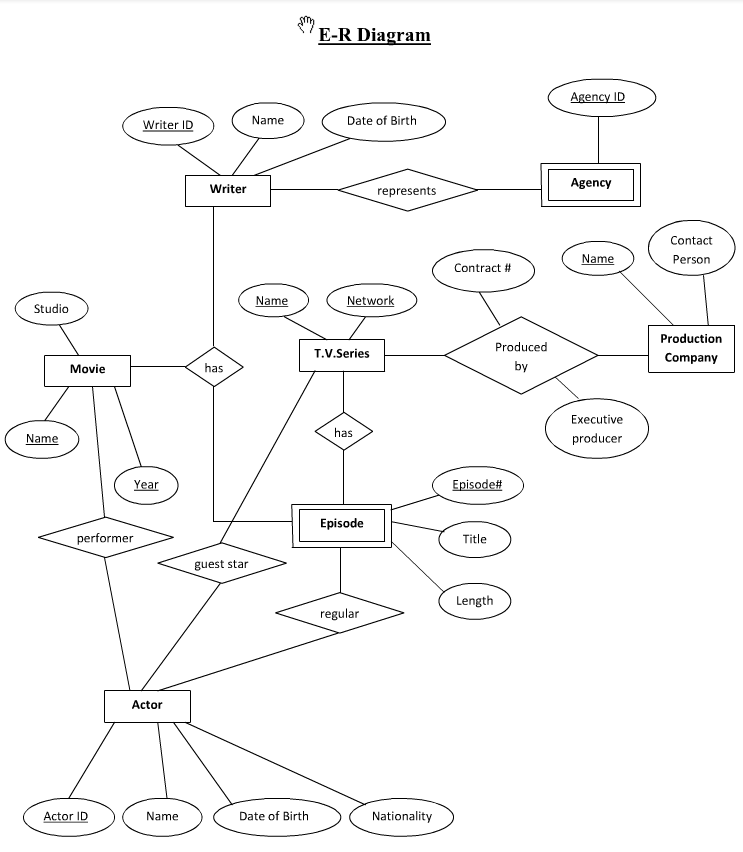 E-R Diagram
Agency ID
Writer ID
Name
Date of Birth
Writer
represents
Agency
Contact
Person
Name
Contract #
Studio
Name
Network
Produced
by
Production
Company
T.V.Series
Movie
has
Executive
producer
Name
has
Year
Episode#
Episode
performer
Title
guest star
Length
regular
Actor
Actor ID
Name
Date of Birth
Nationality